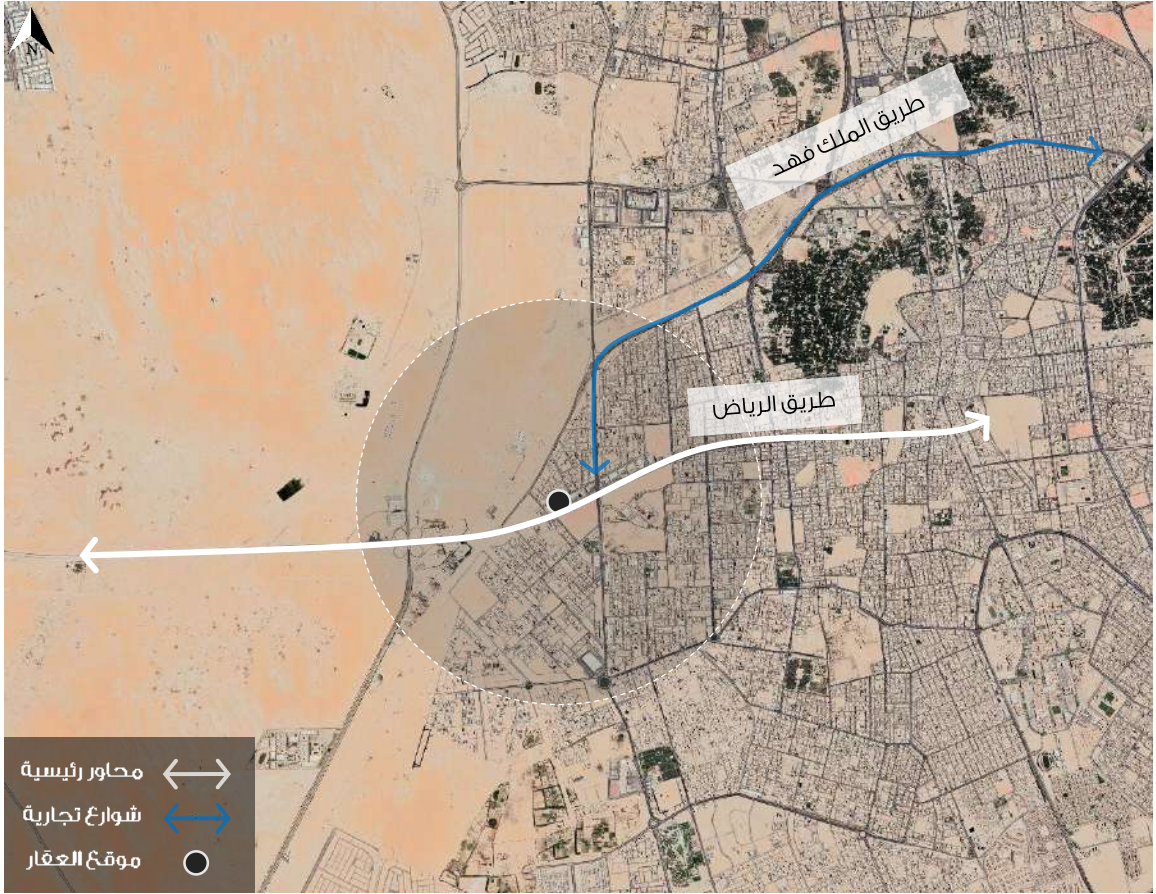 N
طريق الملك فهد
طريق الرياض
محاور رئيسية
شوارع تجارية
موقع العقار